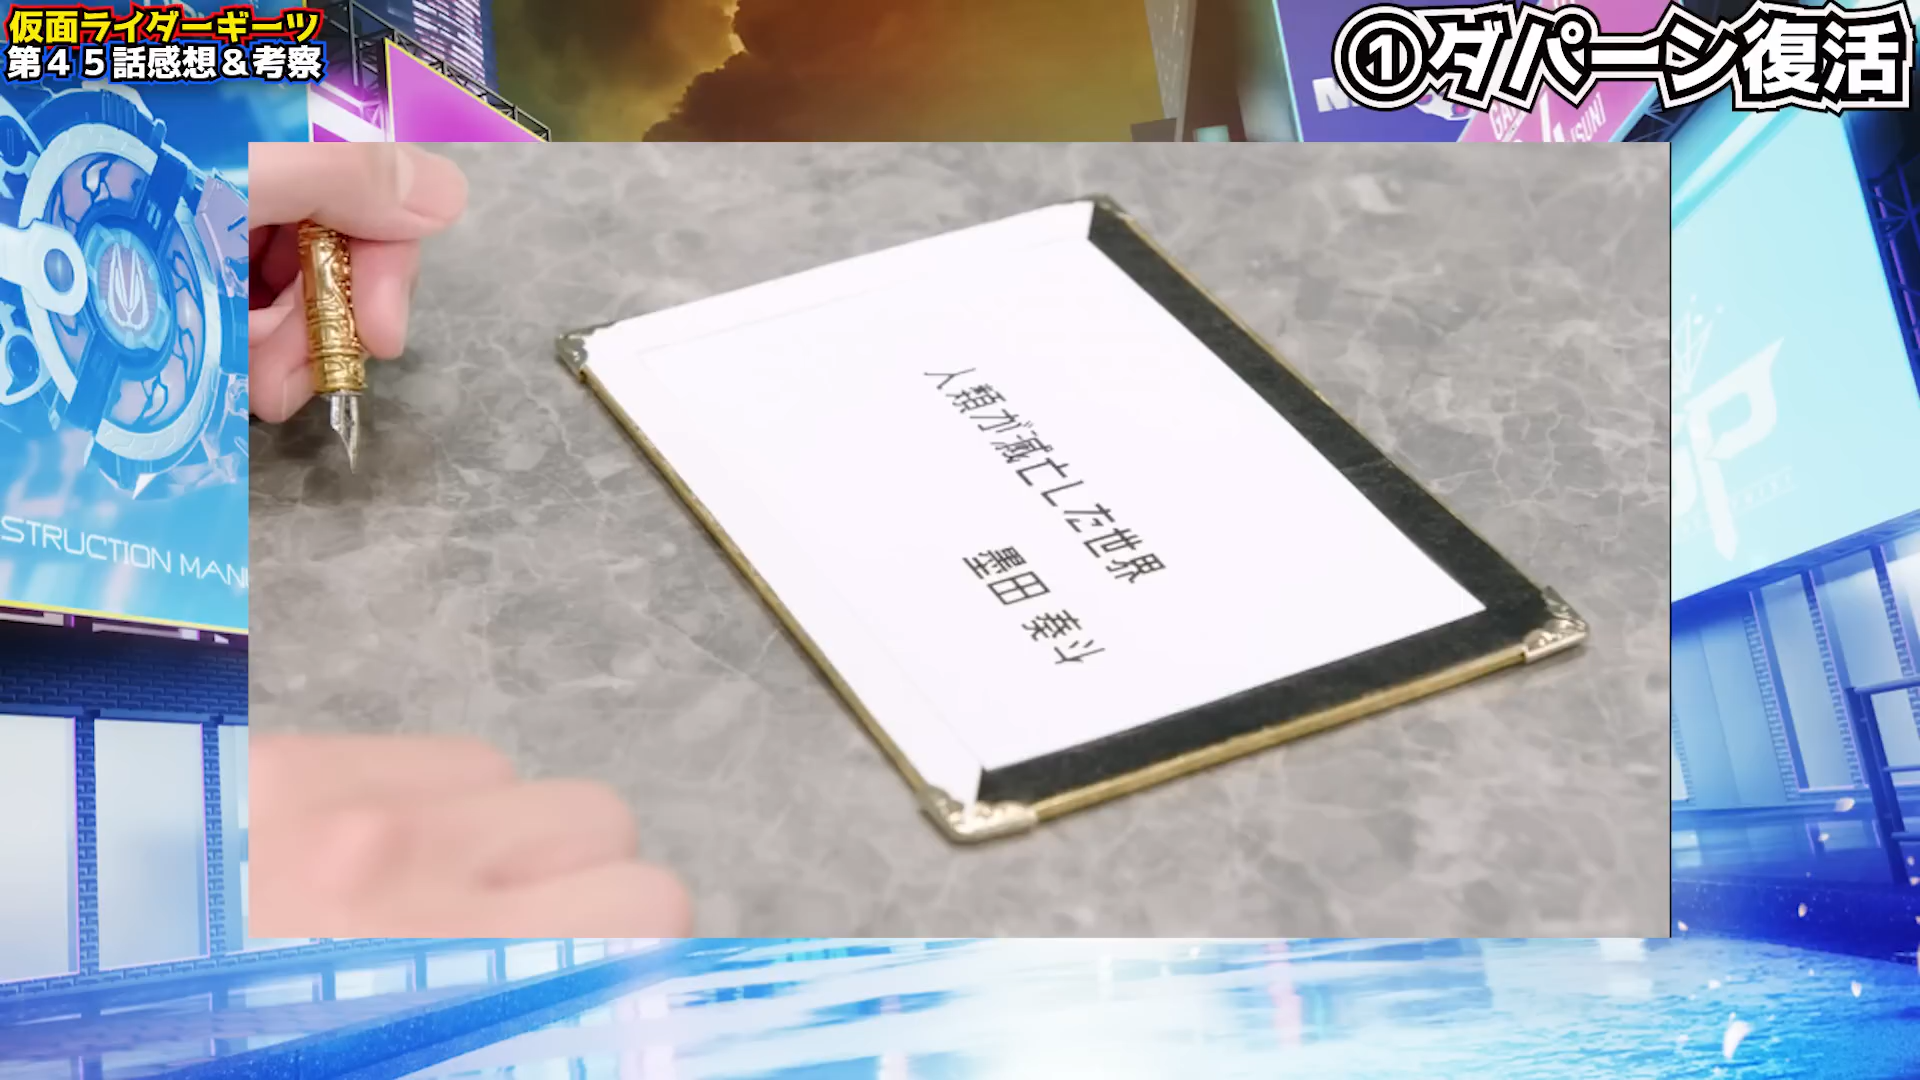 仮面ライダーギーツ
第４５話感想＆考察
①ダパーン復活
STRUCTION MANU
人類が滅亡した世界
墨田 奏斗